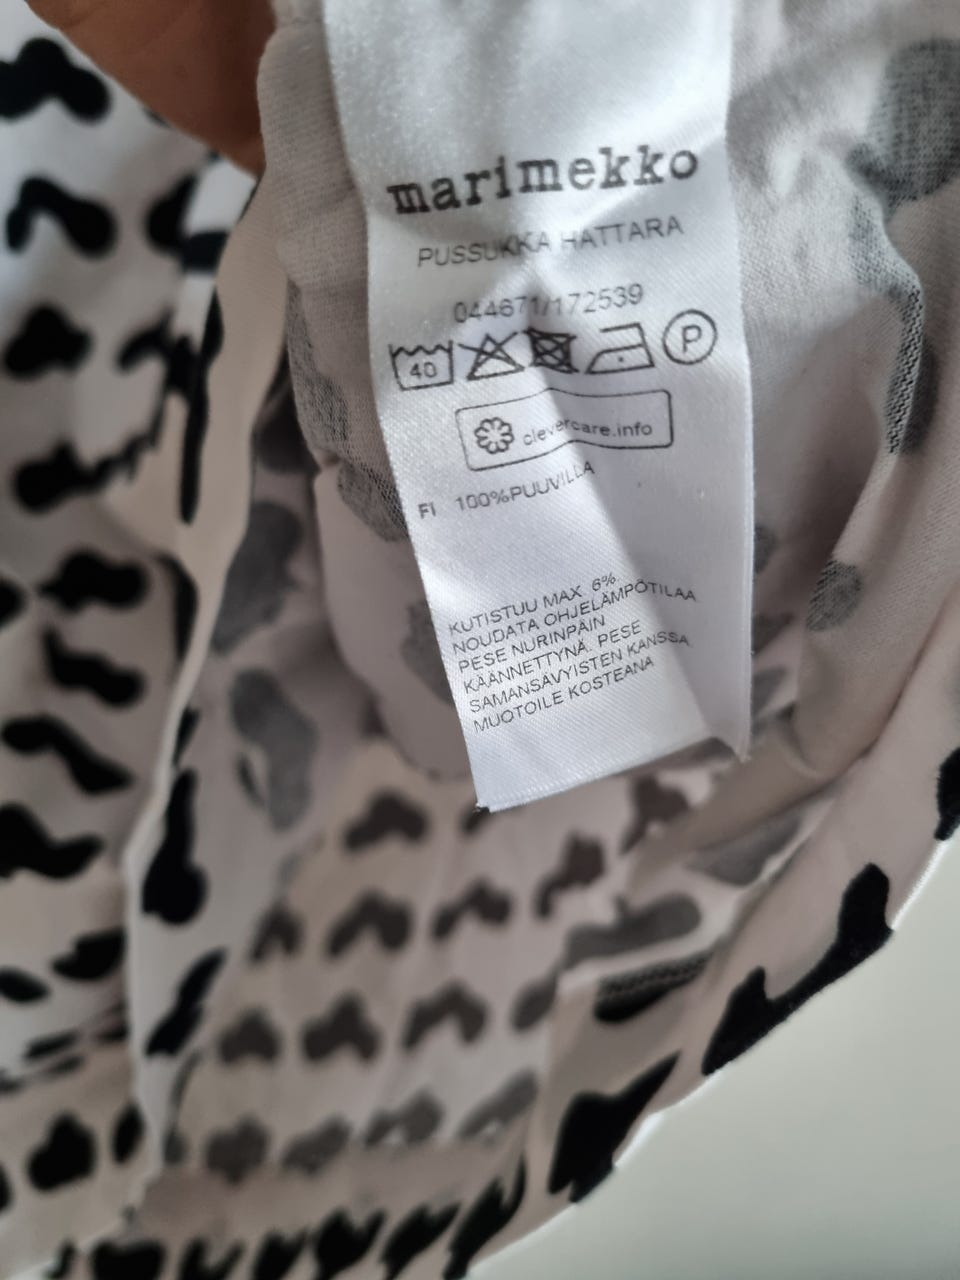 marimekko
PUSSUKKA HATTARA
044671/172539
40 P
clevercare.info
FI 100%PUUVILLA
KUTISTUU MAX. 6%.
NOUDATA OHJELÄMPÖTILAA.
PESE NURINPÄIN
KÄÄNNETTYNÄ. PESE
SAMANSÄVYISTEN KANSSA.
MUOTOILE KOSTEANA